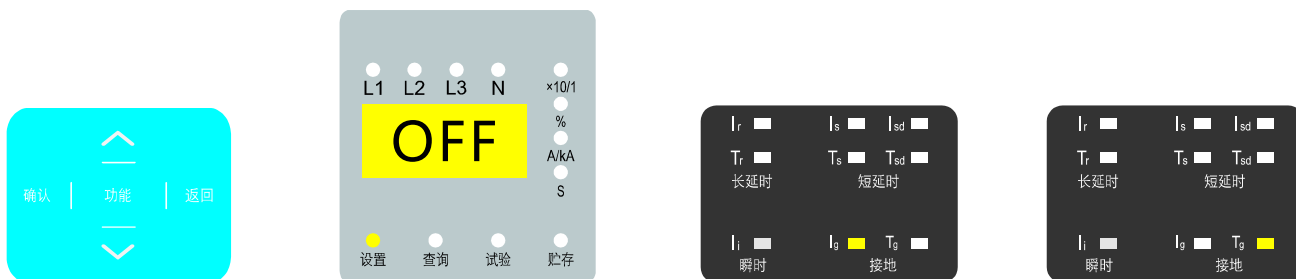 确认 功能 返回
L1 L2 L3 N ×10/1
OFF
%
A/kA
S
设置 查询 试验 贮存
Ir Is Isd
Tr Ts Tsd
长延时 短延时
Ii Ig Tg
瞬时 接地
Ir Is Isd
Tr Ts Tsd
长延时 短延时
Ii Ig Tg
瞬时 接地